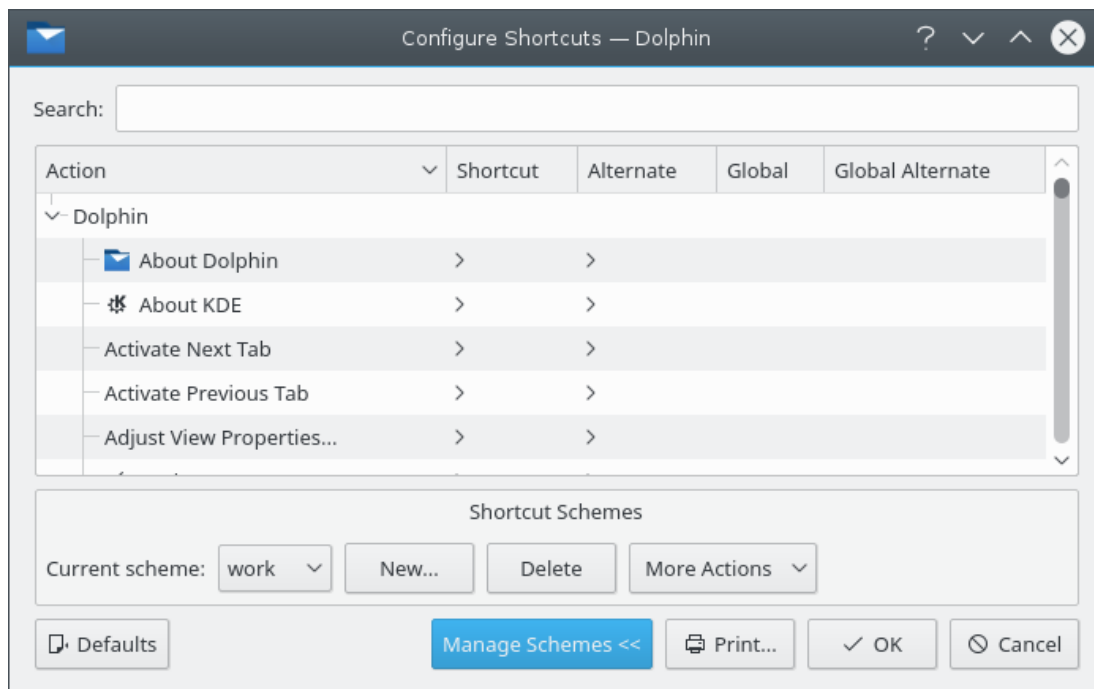 Configure Shortcuts — Dolphin
Search:
Action Shortcut Alternate Global Global Alternate
Dolphin
About Dolphin
About KDE
Activate Next Tab
Activate Previous Tab
Adjust View Properties...
Shortcut Schemes
Current scheme: work New... Delete More Actions
Defaults Manage Schemes << Print... OK Cancel